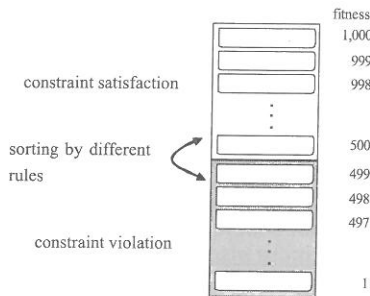 fitness
1,000
999
constraint satisfaction
998
500
sorting by different
rules
499
498
497
constraint violation
1